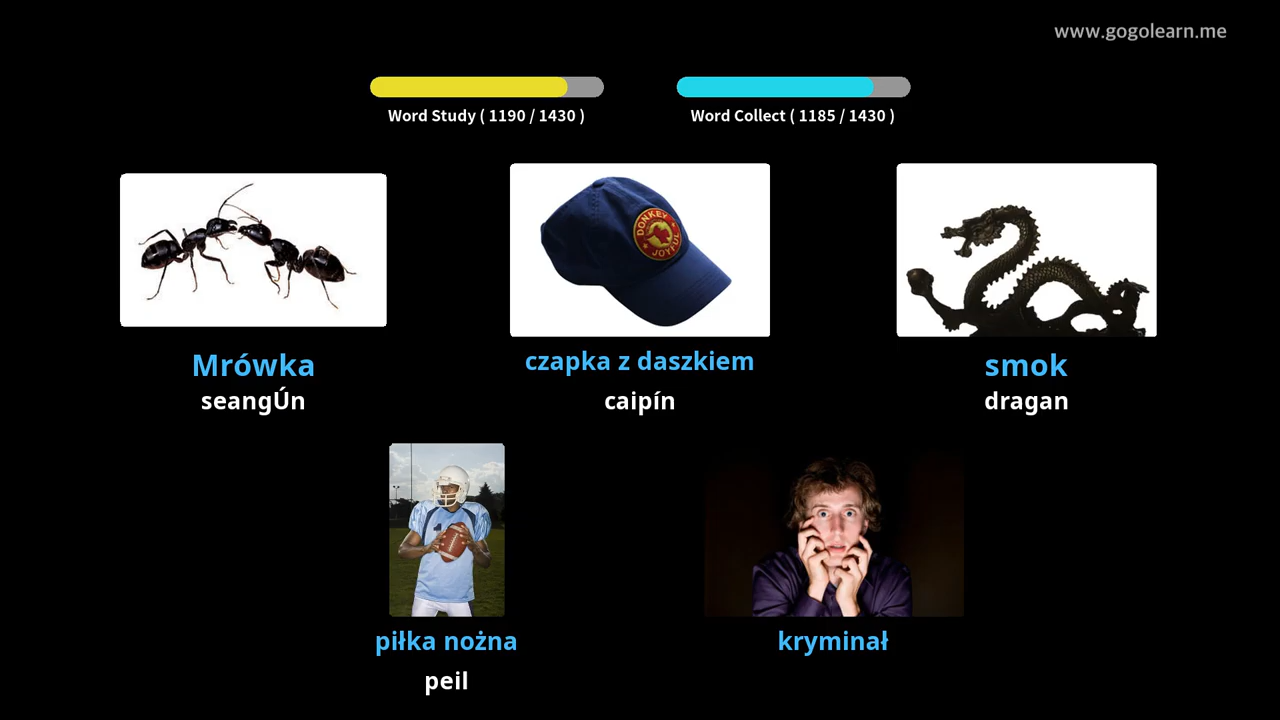 www.gogolearn.me
Word Study ( 1190 / 1430 )
Word Collect ( 1185 / 1430 )
DONKEY
JOYFUL
Mrówka
seangÚn
czapka z daszkiem
caipín
smok
dragan
piłka nożna
peil
kryminał